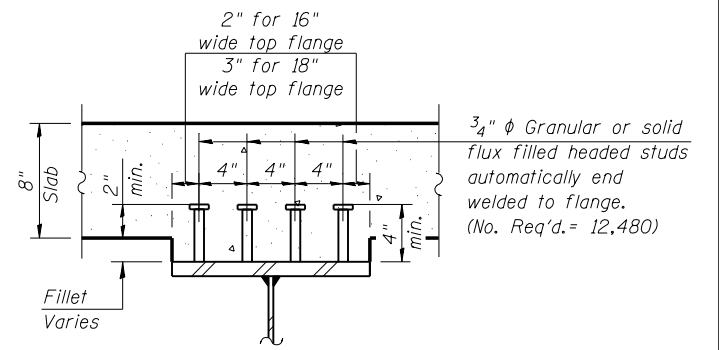 2" for 16"
wide top flange
3" for 18"
wide top flange
3/4" ϕ Granular or solid
flux filled headed studs
automatically end
welded to flange.
(No. Req'd.= 12,480)
8"
Slab
2"
min.
4"
4"
4"
4"
min.
Fillet
Varies